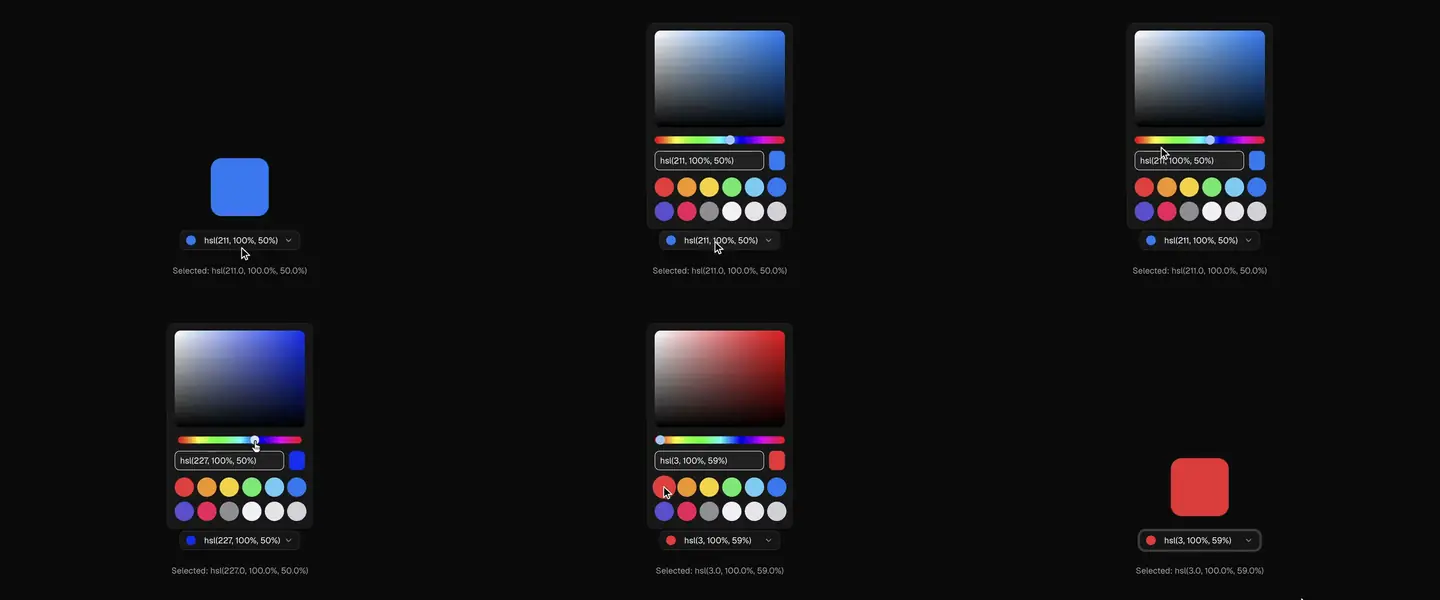 hsl(211, 100%, 50%)
Selected: hsl(211.0, 100.0%, 50.0%)
hsl(211, 100%, 50%)
hsl(211, 100%, 50%)
Selected: hsl(211.0, 100.0%, 50.0%)
hsl(211, 100%, 50%)
hsl(211, 100%, 50%)
Selected: hsl(211.0, 100.0%, 50.0%)
hsl(227, 100%, 50%)
hsl(227, 100%, 50%)
Selected: hsl(227.0, 100.0%, 50.0%)
hsl(3, 100%, 59%)
hsl(3, 100%, 59%)
Selected: hsl(3.0, 100.0%, 59.0%)
hsl(3, 100%, 59%)
Selected: hsl(3.0, 100.0%, 59.0%)